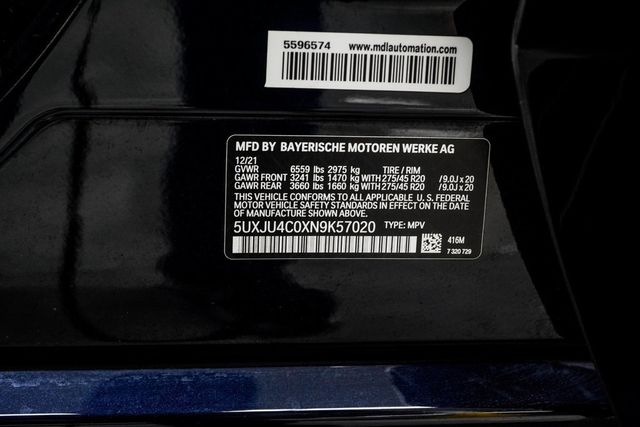 5596574 www.mdlautomation.com
MFD BY BAYERISCHE MOTOREN WERKE AG
12/21
GVWR 6559 lbs 2975 kg TIRE / RIM
GAWR FRONT 3241 lbs 1470 kg WITH 275/45 R20 /9.0J x 20
GAWR REAR 3660 lbs 1660 kg WITH 275/45 R20 /9.0J x 20
THIS VEHICLE CONFORMS TO ALL APPLICABLE U. S. FEDERAL
MOTOR VEHICLE SAFETY STANDARDS IN EFFECT ON THE DATE
OF MANUFACTURE SHOWN ABOVE.
5UXJU4C0XN9K57020 TYPE: MPV
416M
7 320 729